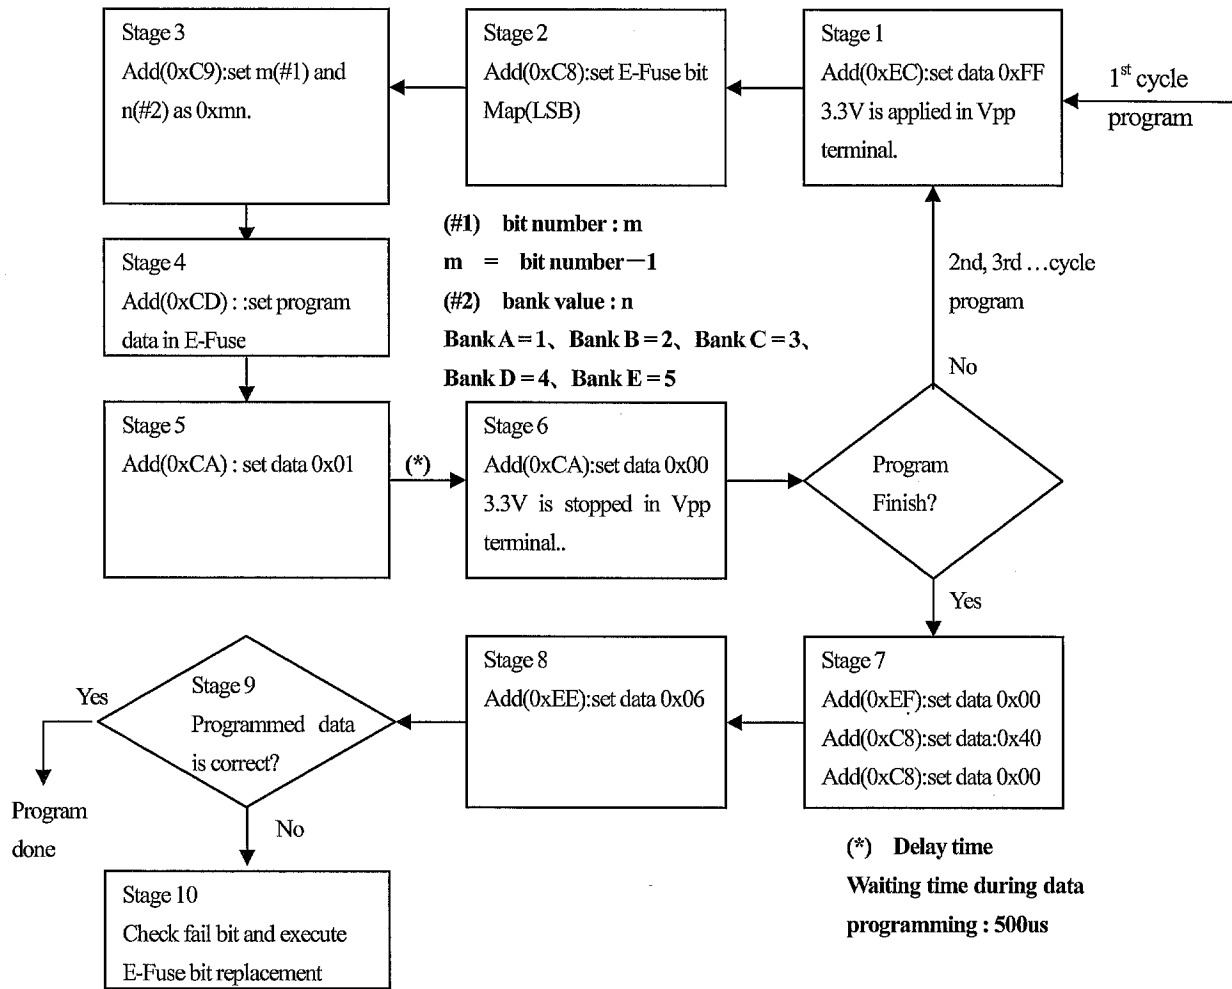 Stage 3
Add(0xC9):set m(#1) and
n(#2) as 0xmn.
Stage 2
Add(0xC8):set E-Fuse bit
Map(LSB)
Stage 1
Add(0xEC):set data 0xFF
3.3V is applied in Vpp
terminal.
1st cycle
program
(#1) bit number : m
m = bit number－1
(#2) bank value : n
Bank A = 1、Bank B = 2、Bank C = 3、
Bank D = 4、Bank E = 5
2nd, 3rd …cycle
program
No
Stage 4
Add(0xCD) : :set program
data in E-Fuse
Stage 5
Add(0xCA) : set data 0x01
(*)
Stage 6
Add(0xCA):set data 0x00
3.3V is stopped in Vpp
terminal..
Program
Finish?
Yes
Stage 7
Add(0xEF):set data 0x00
Add(0xC8):set data:0x40
Add(0xC8):set data 0x00
Stage 8
Add(0xEE):set data 0x06
Stage 9
Programmed data
is correct?
Yes
Program
done
No
Stage 10
Check fail bit and execute
E-Fuse bit replacement
(*) Delay time
Waiting time during data
programming : 500us